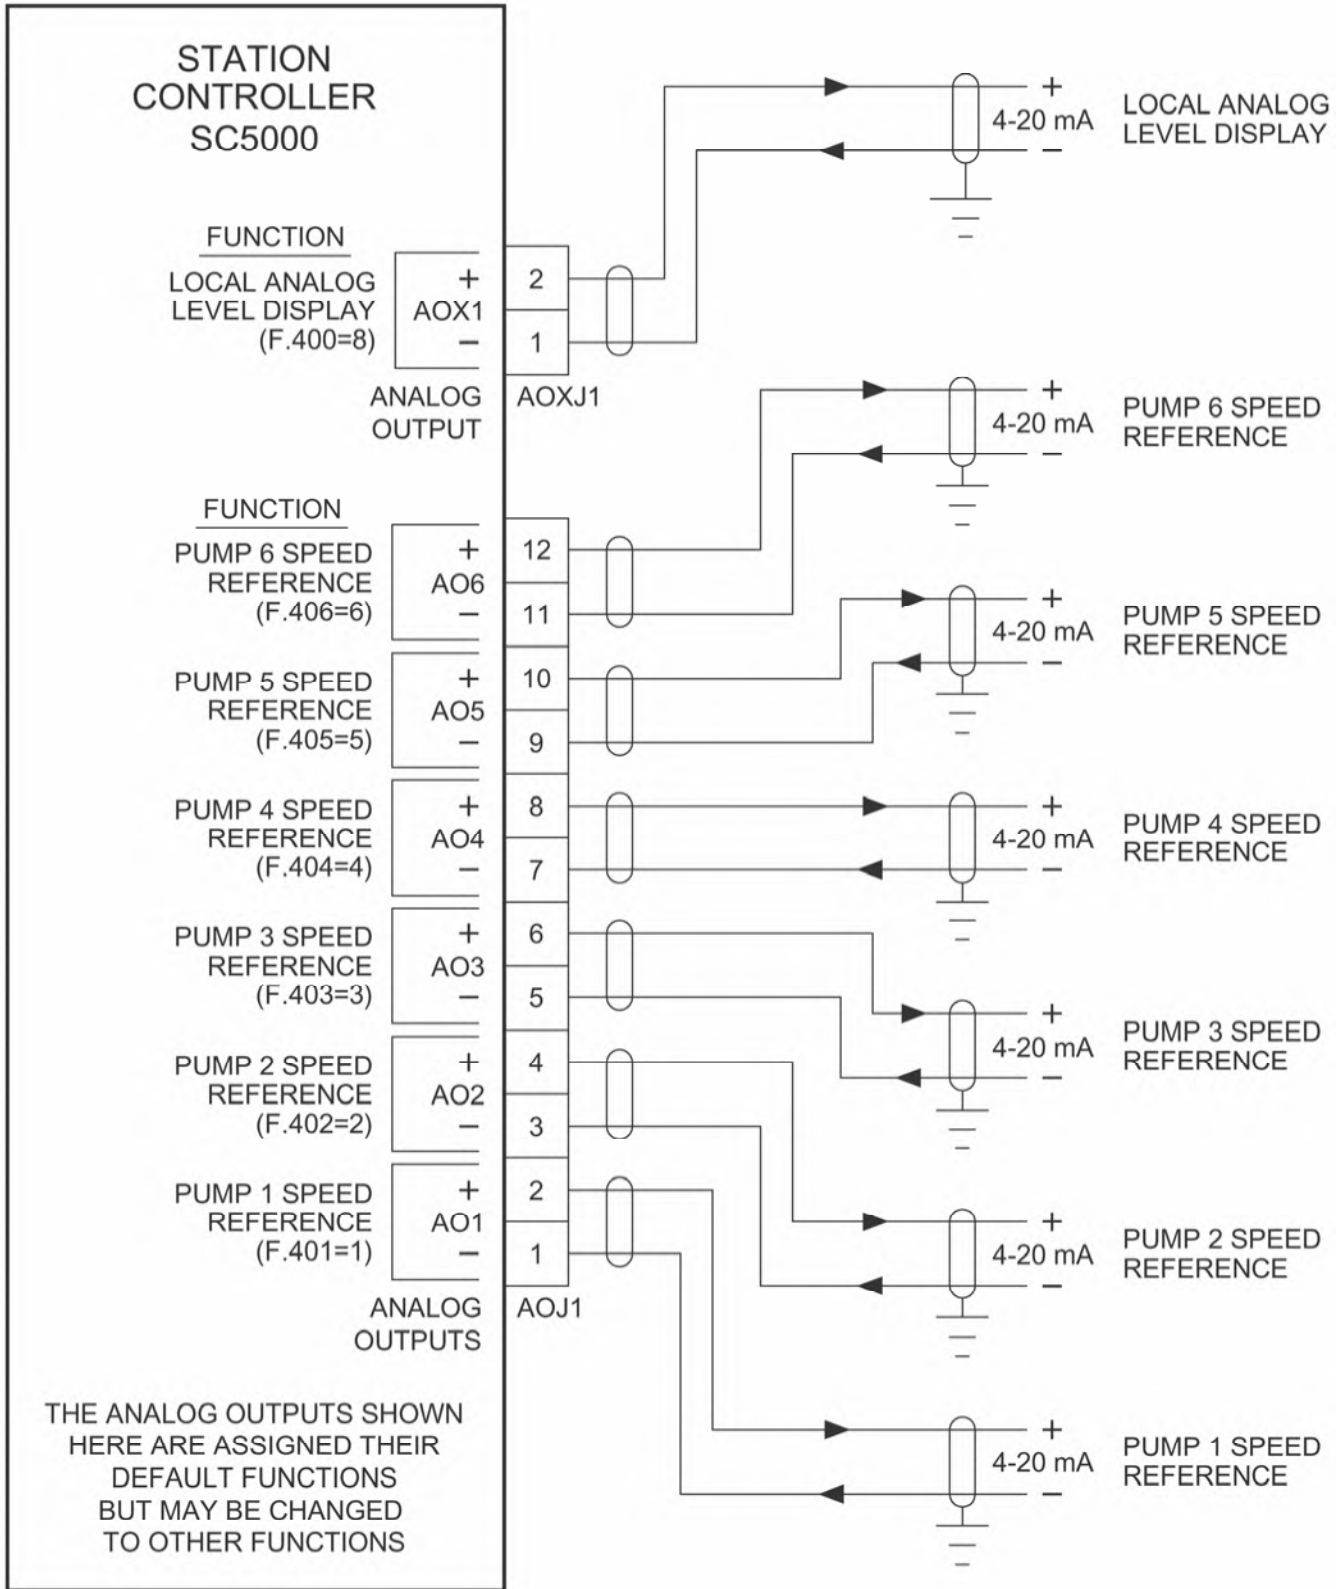 STATION
CONTROLLER
SC5000
FUNCTION
LOCAL ANALOG
LEVEL DISPLAY
(F.400=8)
+
AOX1
−
2
1
ANALOG
OUTPUT
AOXJ1
+
4-20 mA
−
LOCAL ANALOG
LEVEL DISPLAY
FUNCTION
PUMP 6 SPEED
REFERENCE
(F.406=6)
+
AO6
−
12
11
+
4-20 mA
−
PUMP 6 SPEED
REFERENCE
PUMP 5 SPEED
REFERENCE
(F.405=5)
+
AO5
−
10
9
+
4-20 mA
−
PUMP 5 SPEED
REFERENCE
PUMP 4 SPEED
REFERENCE
(F.404=4)
+
AO4
−
8
7
+
4-20 mA
−
PUMP 4 SPEED
REFERENCE
PUMP 3 SPEED
REFERENCE
(F.403=3)
+
AO3
−
6
5
+
4-20 mA
−
PUMP 3 SPEED
REFERENCE
PUMP 2 SPEED
REFERENCE
(F.402=2)
+
AO2
−
4
3
+
4-20 mA
−
PUMP 2 SPEED
REFERENCE
PUMP 1 SPEED
REFERENCE
(F.401=1)
+
AO1
−
2
1
ANALOG
OUTPUTS
AOJ1
+
4-20 mA
−
PUMP 1 SPEED
REFERENCE
THE ANALOG OUTPUTS SHOWN
HERE ARE ASSIGNED THEIR
DEFAULT FUNCTIONS
BUT MAY BE CHANGED
TO OTHER FUNCTIONS